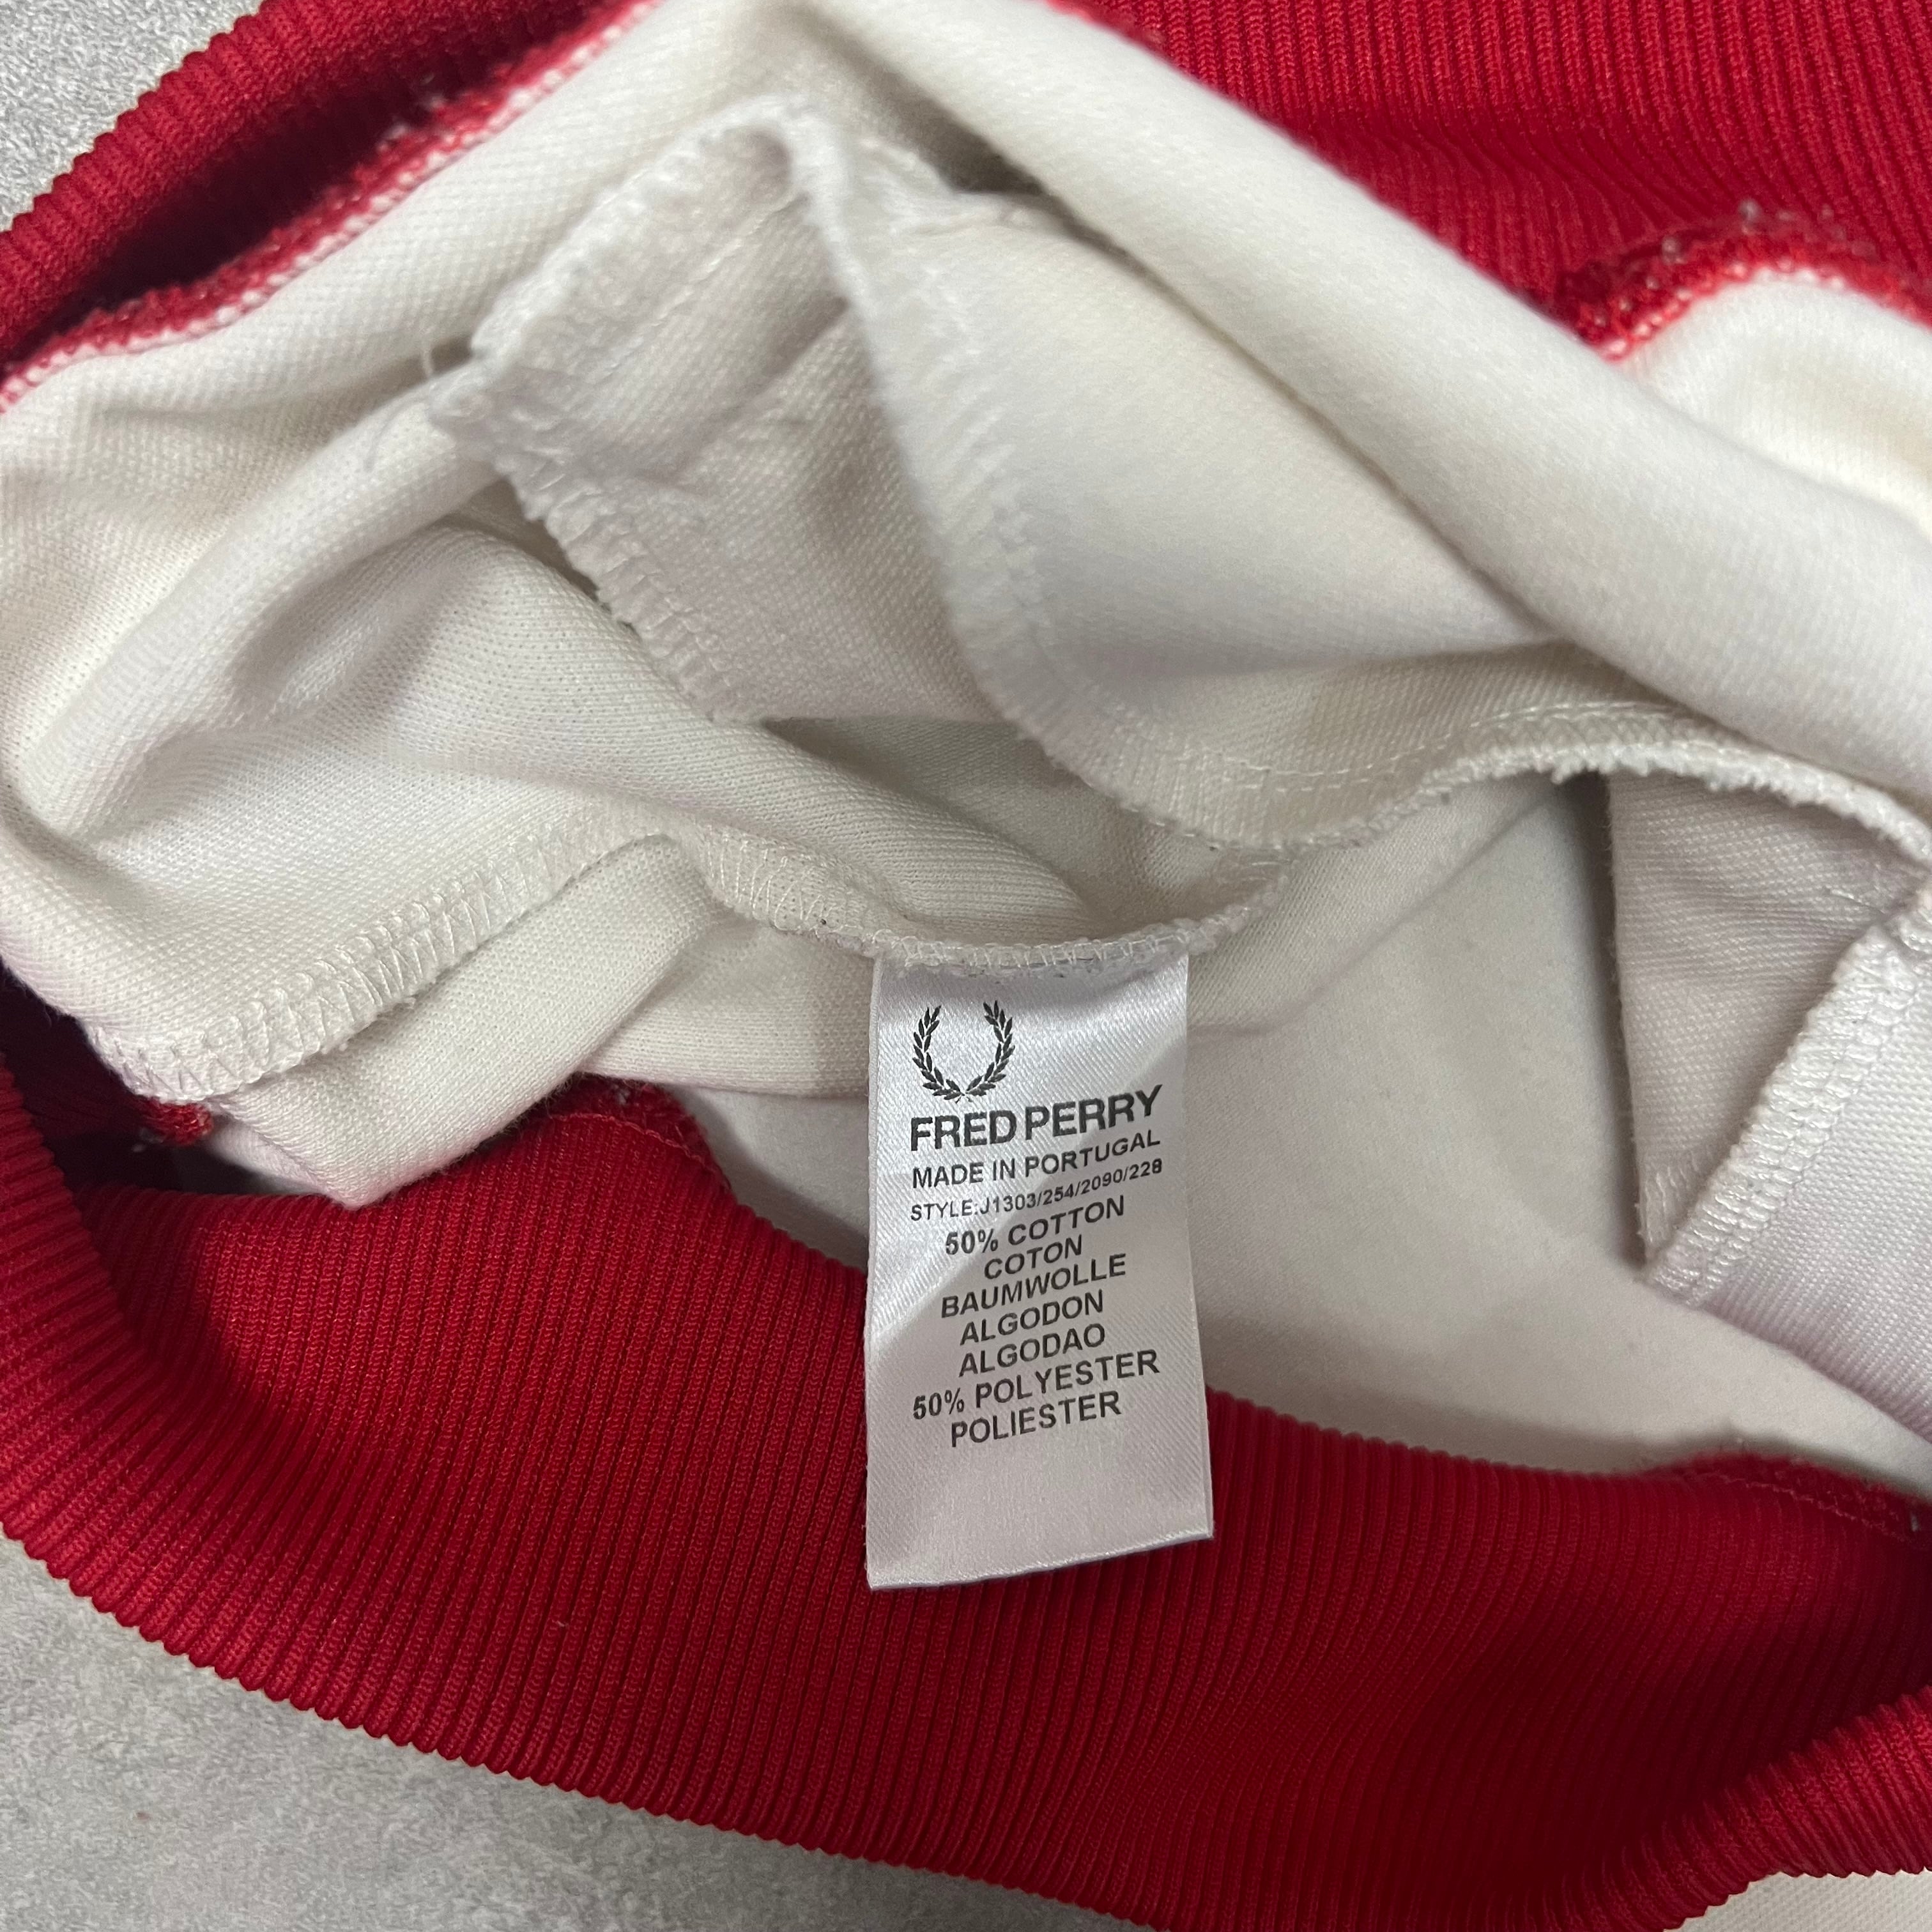 FRED PERRY
MADE IN PORTUGAL
STYLE:J1303/254/2090/228
50% COTTON
COTON
BAUMWOLLE
ALGODON
ALGODAO
50% POLYESTER
POLIESTER